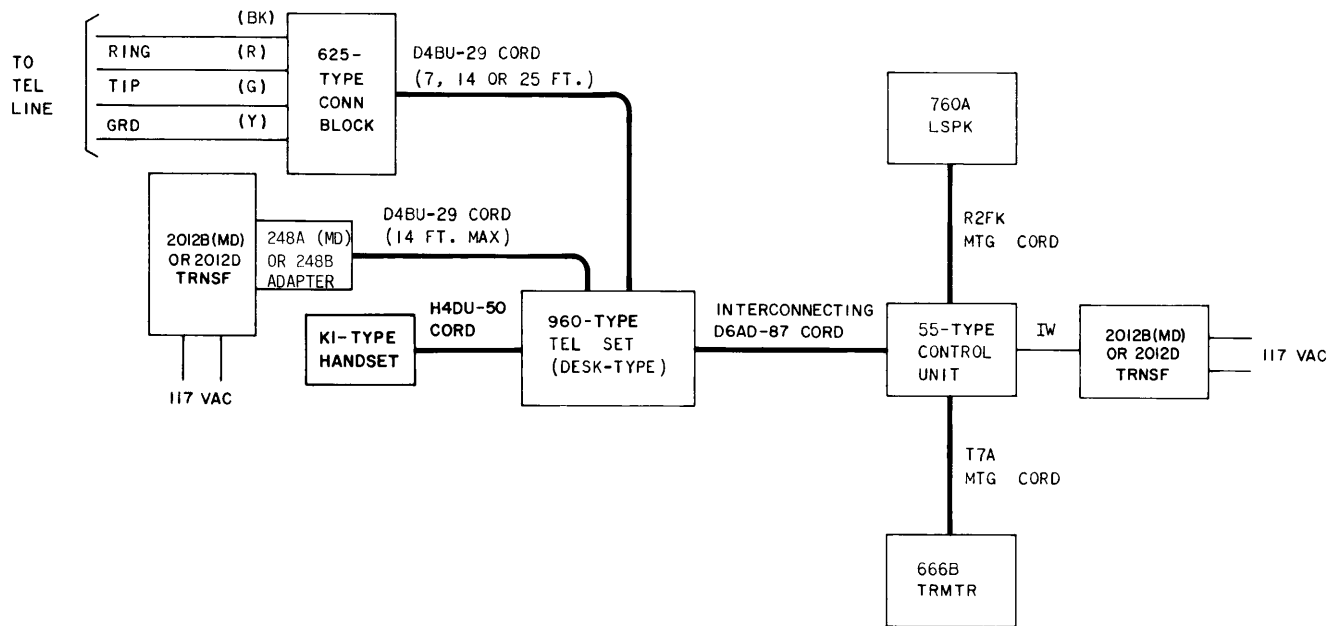 (BK)
RING (R)
TIP (G)
GRD (Y)
TO
TEL
LINE
625-
TYPE
CONN
BLOCK
D4BU-29 CORD
(7, 14 OR 25 FT.)
2012B(MD)
OR 2012D
TRNSF
248A (MD)
OR 248B
ADAPTER
D4BU-29 CORD
(14 FT. MAX)
117 VAC
K1-TYPE
HANDSET
H4DU-50
CORD
960-TYPE
TEL SET
(DESK-TYPE)
INTERCONNECTING
D6AD-87 CORD
760A
LSPK
R2FK
MTG CORD
55-TYPE
CONTROL
UNIT
IW
2012B(MD)
OR 2012D
TRNSF
117 VAC
T7A
MTG CORD
666B
TRMTR